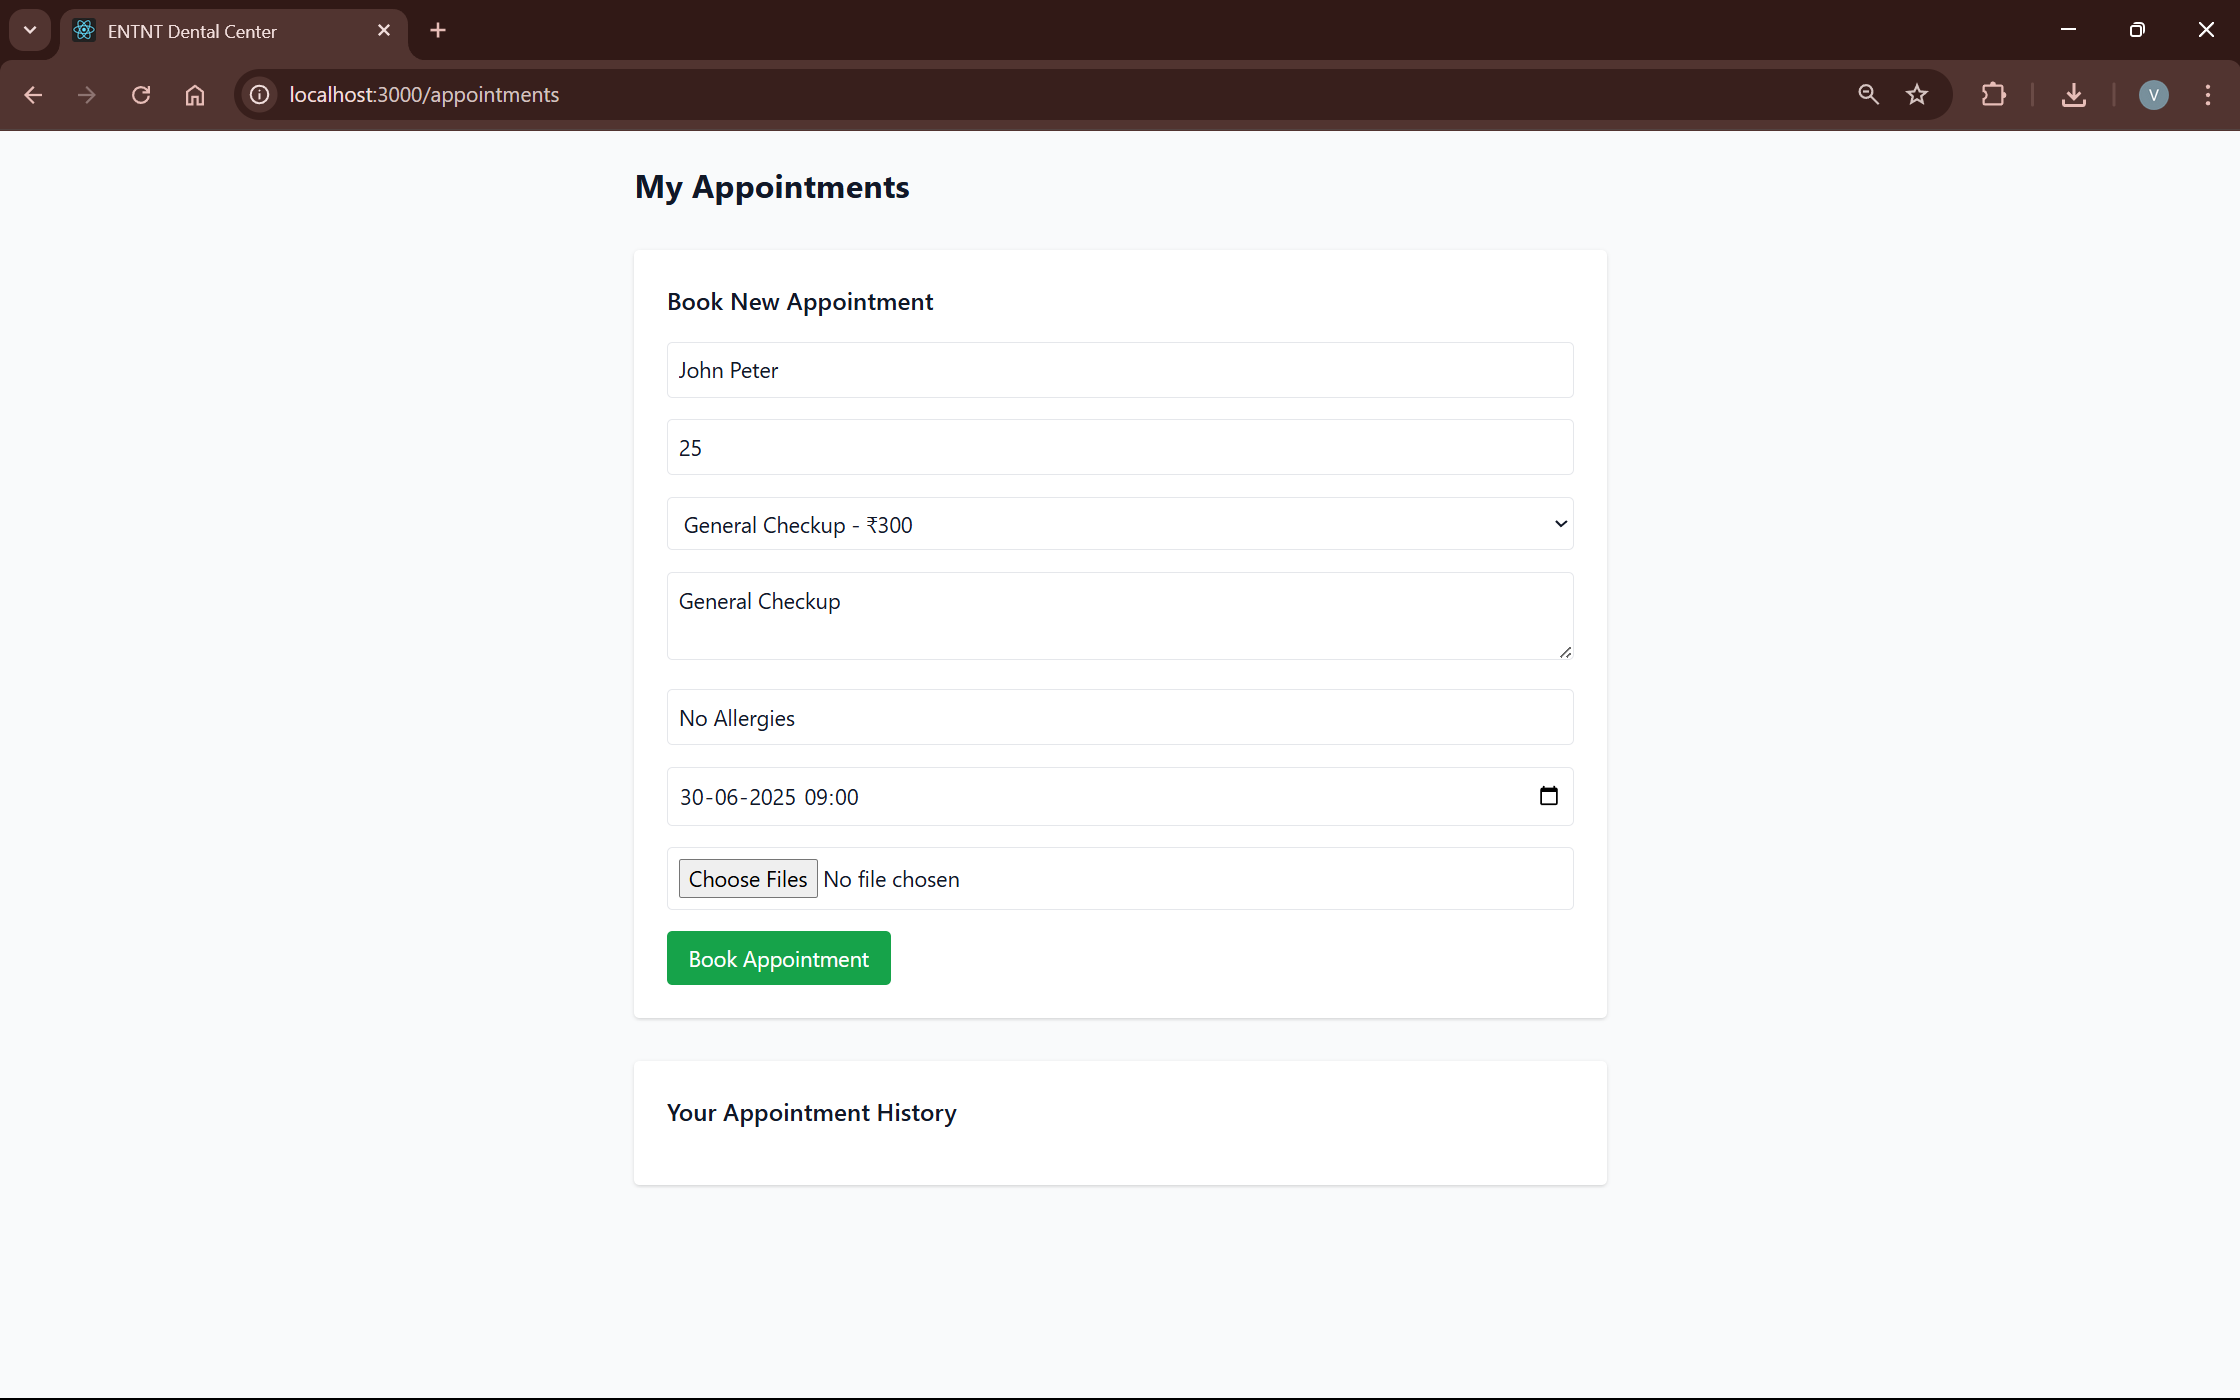 ENTNT Dental Center
localhost:3000/appointments
V
My Appointments
Book New Appointment
John Peter
25
General Checkup - ₹300
General Checkup
No Allergies
30-06-2025 09:00
Choose Files No file chosen
Book Appointment
Your Appointment History